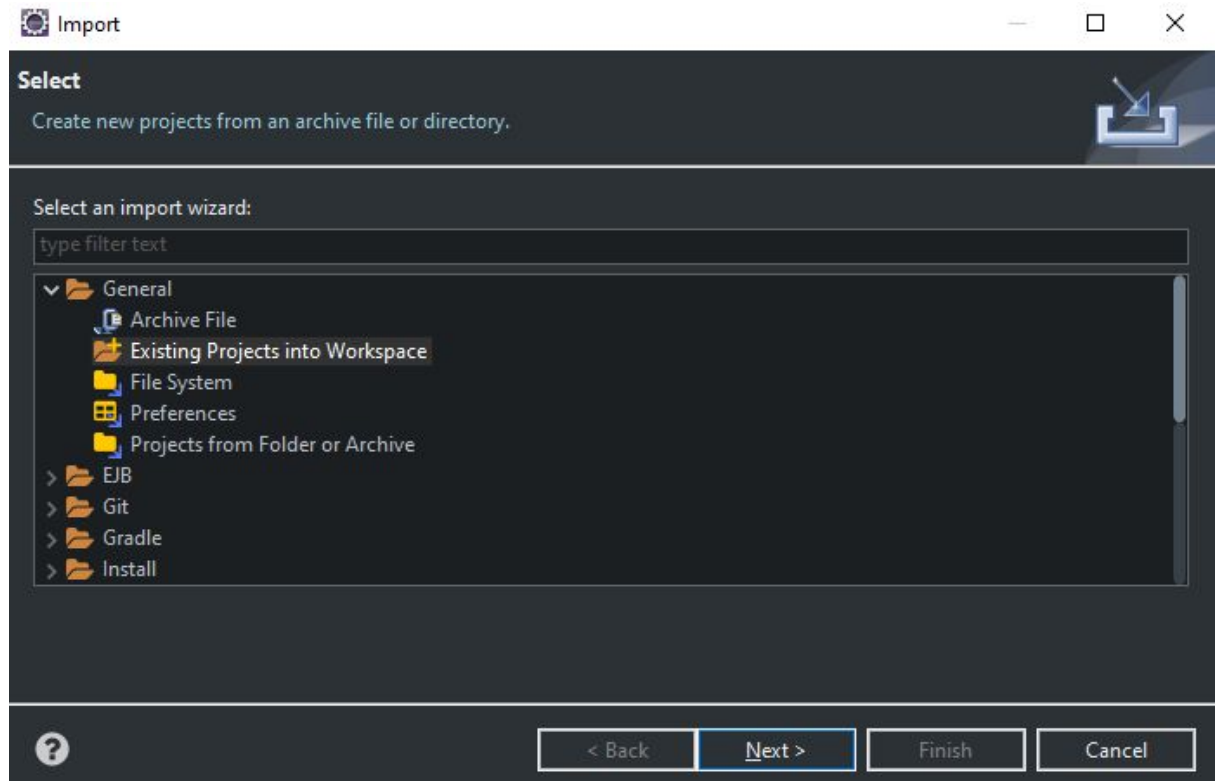 Import
Select
Create new projects from an archive file or directory.
Select an import wizard:
type filter text
General
Archive File
Existing Projects into Workspace
File System
Preferences
Projects from Folder or Archive
EJB
Git
Gradle
Install
? < Back Next > Finish Cancel